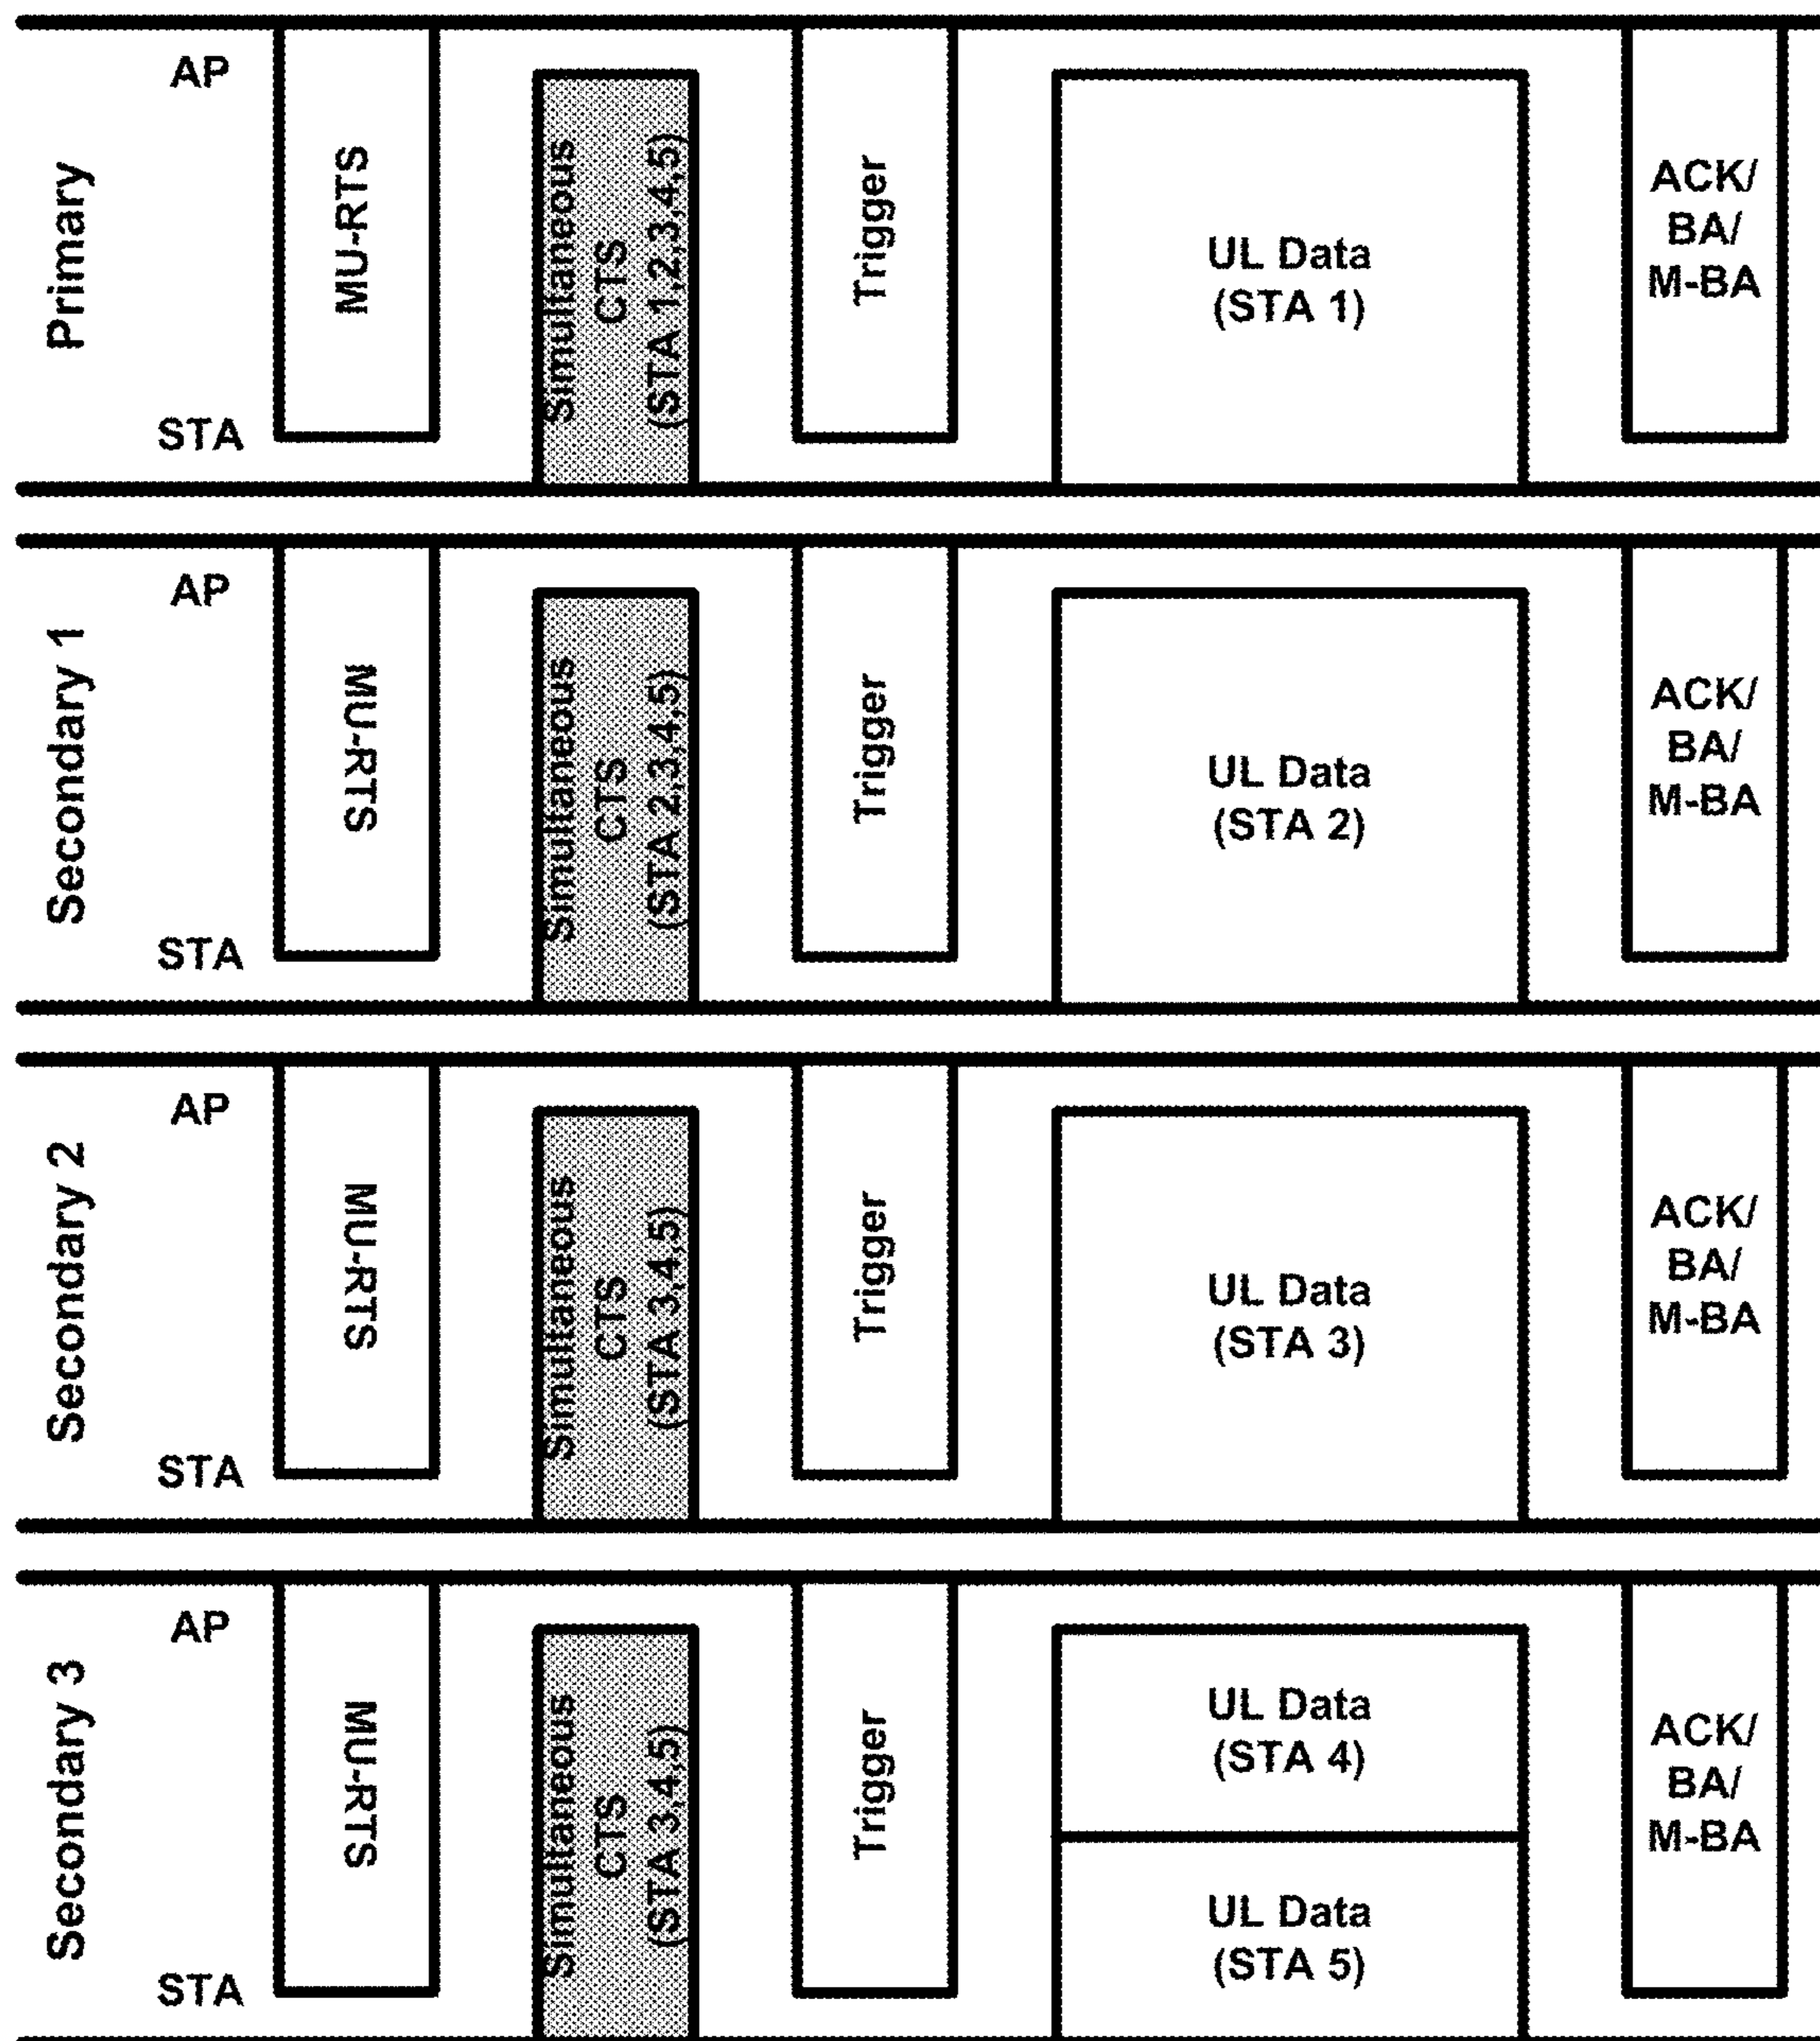 Primary
AP
STA
MU-RTS
Simultaneous
CTS
(STA 1,2,3,4,5)
Trigger
UL Data
(STA 1)
ACK/
BA/
M-BA
Secondary 1
AP
STA
MU-RTS
Simultaneous
CTS
(STA 2,3,4,5)
Trigger
UL Data
(STA 2)
ACK/
BA/
M-BA
Secondary 2
AP
STA
MU-RTS
Simultaneous
CTS
(STA 3,4,5)
Trigger
UL Data
(STA 3)
ACK/
BA/
M-BA
Secondary 3
AP
STA
MU-RTS
Simultaneous
CTS
(STA 3,4,5)
Trigger
UL Data
(STA 4)
UL Data
(STA 5)
ACK/
BA/
M-BA